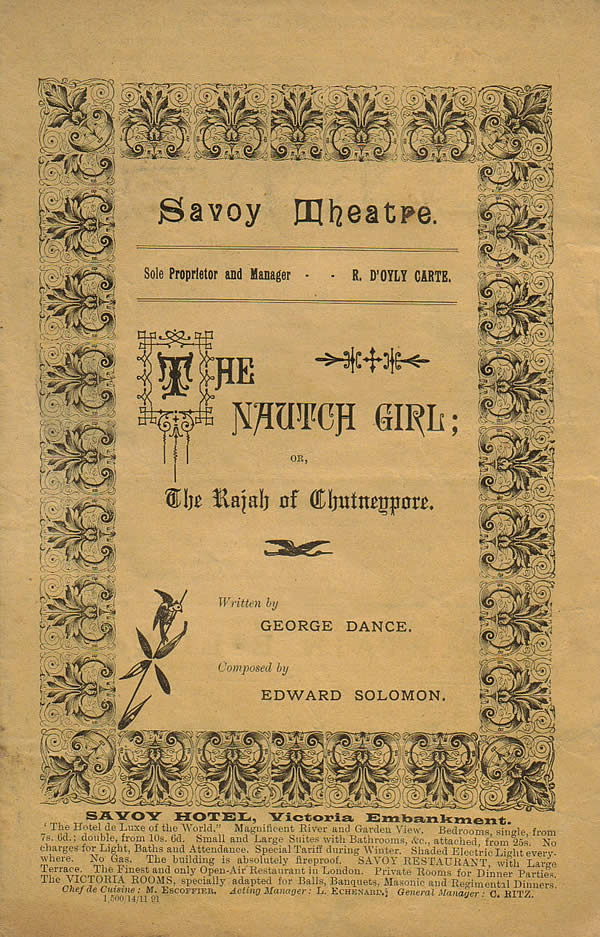 Savoy Theatre.
Sole Proprietor and Manager - - R. D'OYLY CARTE.
THE
NAUTCH GIRL;
OR,
The Rajah of Chutneypore.
Written by
GEORGE DANCE.
Composed by
EDWARD SOLOMON.
SAVOY HOTEL, Victoria Embankment.
"The Hotel de Luxe of the World." Magnificent River and Garden View. Bedrooms, single, from
7s. 6d.; double, from 10s. 6d. Small and Large Suites with Bathrooms, &c., attached, from 25s. No
charges for Light, Baths and Attendance. Special Tariff during Winter. Shaded Electric Light every-
where. No Gas. The building is absolutely fireproof. SAVOY RESTAURANT, with Large
Terrace. The Finest and only Open-Air Restaurant in London. Private Rooms for Dinner Parties.
The VICTORIA ROOMS, specially adapted for Balls, Banquets, Masonic and Regimental Dinners.
Chef de Cuisine: M. ESCOFFIER. Acting Manager: L. ECHENARD; General Manager: C. RITZ.
1,500/14/11 91